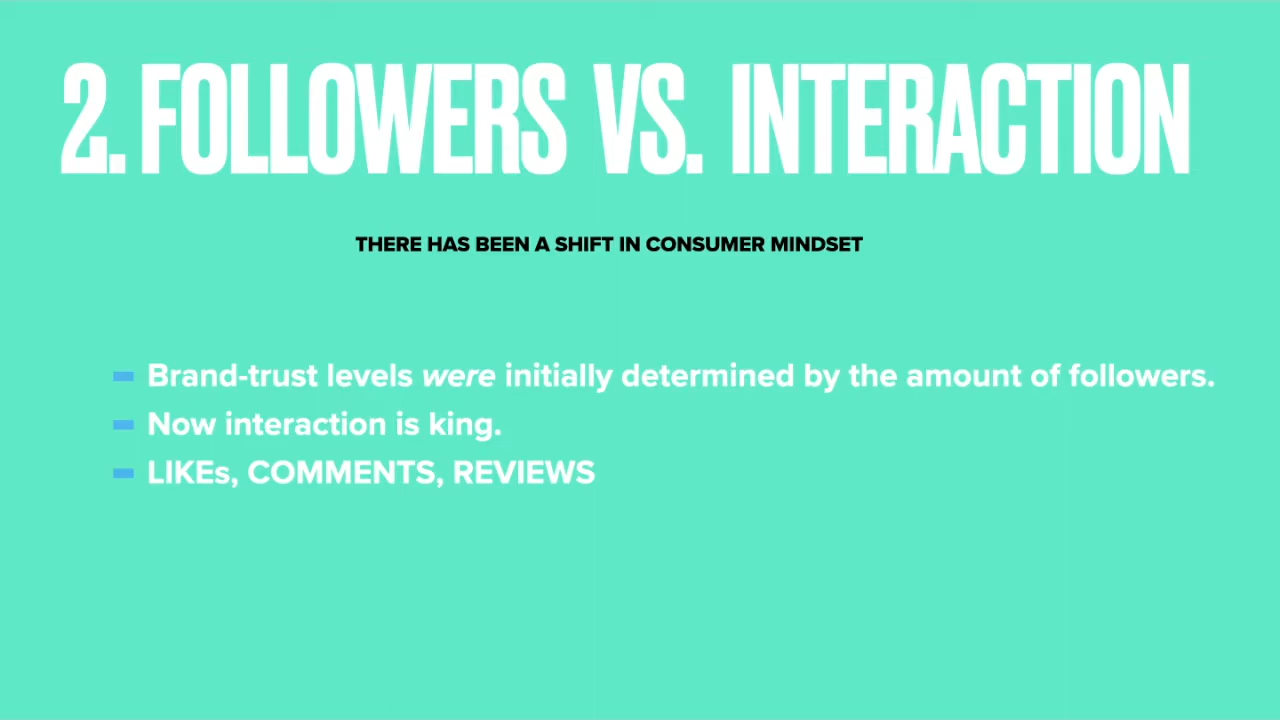 2. FOLLOWERS VS. INTERACTION
THERE HAS BEEN A SHIFT IN CONSUMER MINDSET
Brand-trust levels were initially determined by the amount of followers.
Now interaction is king.
LIKEs, COMMENTS, REVIEWS